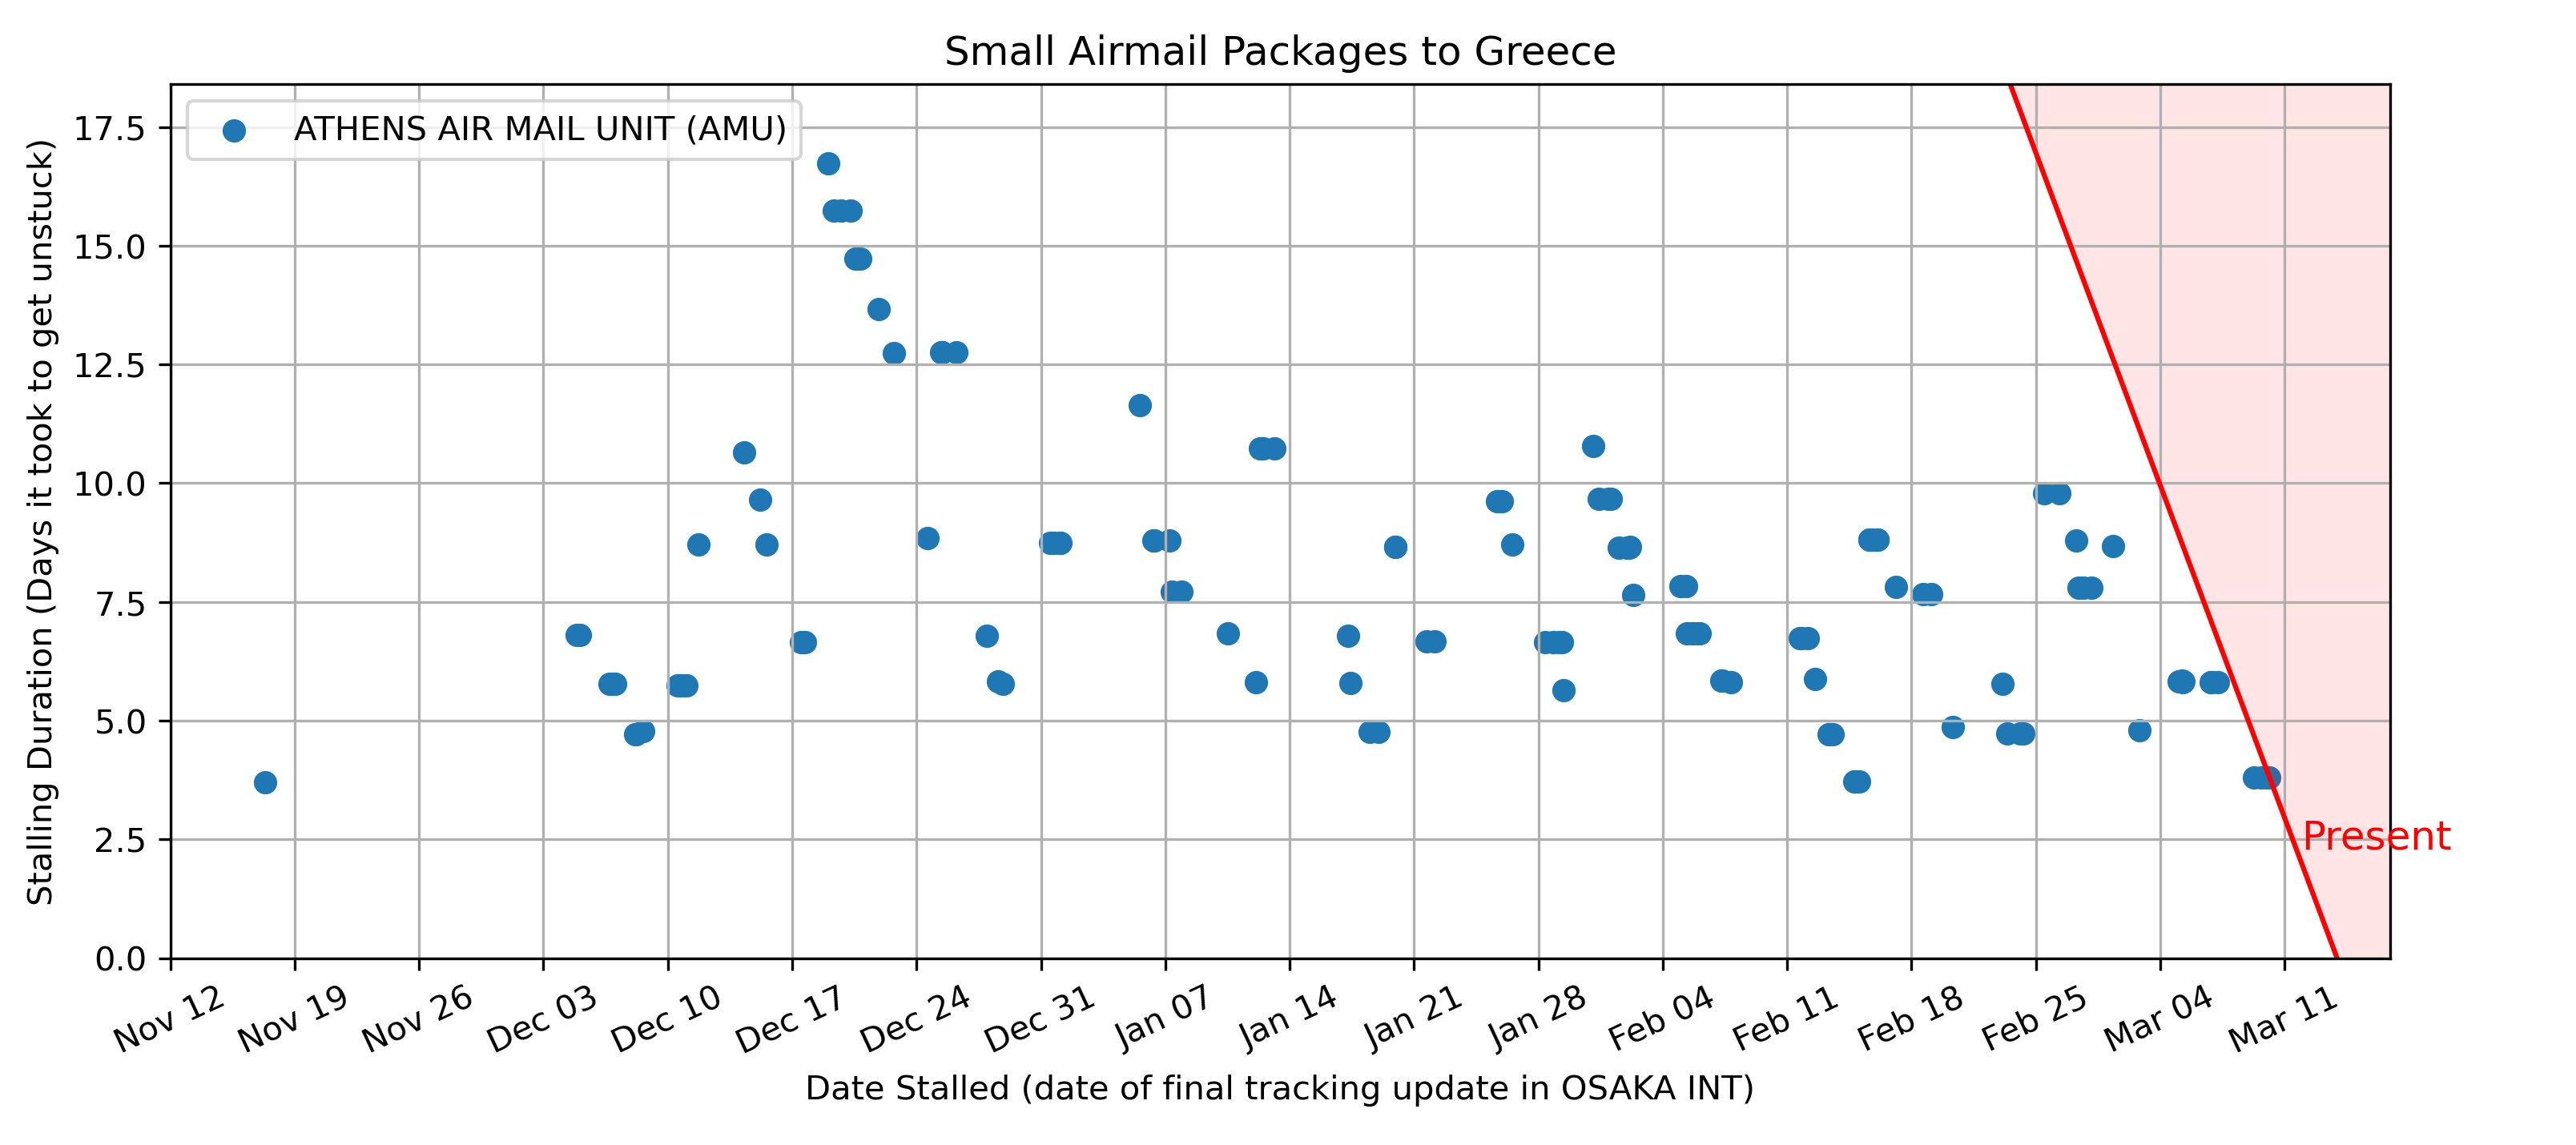 Small Airmail Packages to Greece
ATHENS AIR MAIL UNIT (AMU)
Stalling Duration (Days it took to get unstuck)
17.5
15.0
12.5
10.0
7.5
5.0
2.5
0.0
Present
Nov 12
Nov 19
Nov 26
Dec 03
Dec 10
Dec 17
Dec 24
Dec 31
Jan 07
Jan 14
Jan 21
Jan 28
Feb 04
Feb 11
Feb 18
Feb 25
Mar 04
Mar 11
Date Stalled (date of final tracking update in OSAKA INT)